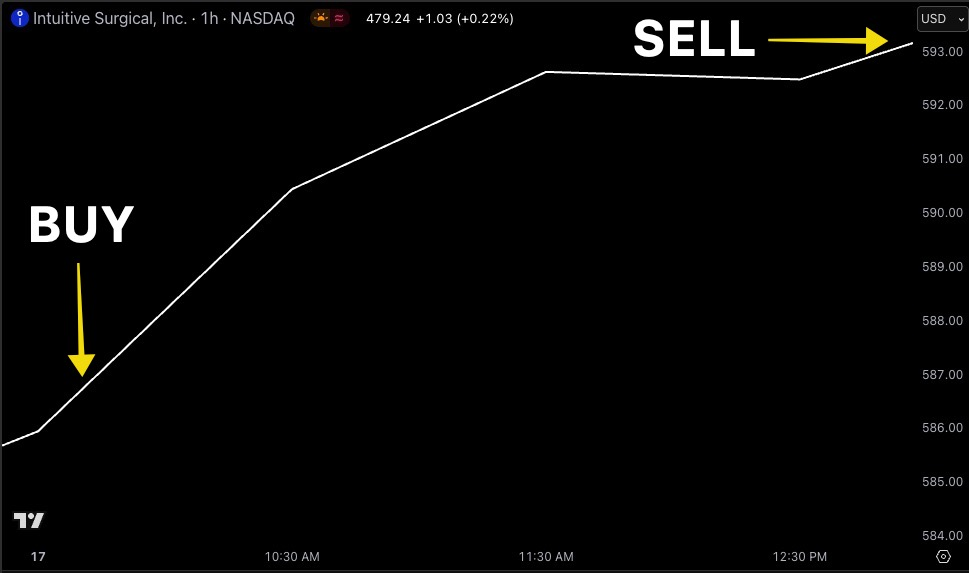 Intuitive Surgical, Inc. · 1h · NASDAQ 479.24 +1.03 (+0.22%) USD
SELL
593.00
592.00
591.00
590.00
BUY
589.00
588.00
587.00
586.00
585.00
584.00
17 10:30 AM 11:30 AM 12:30 PM